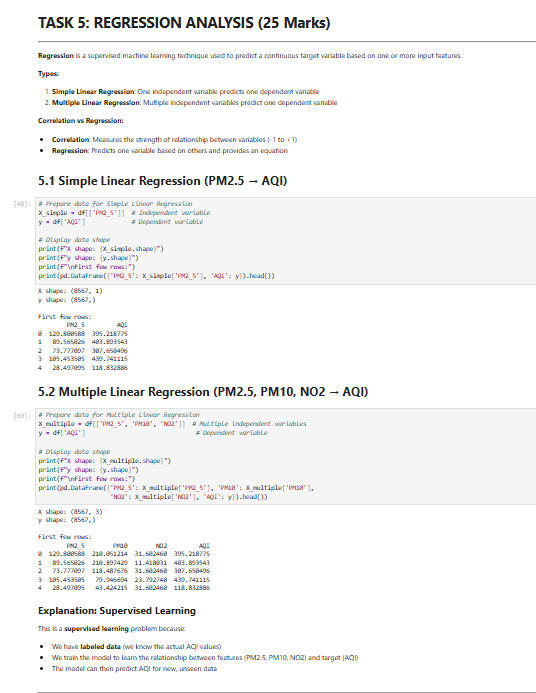 TASK 5: REGRESSION ANALYSIS (25 Marks)
Regression is a supervised machine learning technique used to predict a continuous target variable based on one or more input features.
Types:
1. Simple Linear Regression: One independent variable predicts one dependent variable
2. Multiple Linear Regression: Multiple independent variables predict one dependent variable
Correlation vs Regression:
• Correlation: Measures the strength of relationship between variables (-1 to +1)
• Regression: Predicts one variable based on others and provides an equation
5.1 Simple Linear Regression (PM2.5 → AQI)
[68]: # Prepare data for Simple Linear Regression
X_simple = df[['PM2_5']] # Independent variable
y = df['AQI'] # Dependent variable
# Display data shape
print(f"X shape: {X_simple.shape}")
print(f"y shape: {y.shape}")
print(f"\nFirst few rows:")
print(pd.DataFrame({'PM2_5': X_simple['PM2_5'], 'AQI': y}).head())
X shape: (8567, 1)
y shape: (8567,)
First few rows:
PM2_5 AQI
0 129.800588 395.218775
1 89.565026 403.893543
2 73.777097 307.650496
3 105.453505 439.741115
4 28.497095 118.832886
5.2 Multiple Linear Regression (PM2.5, PM10, NO2 → AQI)
[69]: # Prepare data for Multiple Linear Regression
X_multiple = df[['PM2_5', 'PM10', 'NO2']] # Multiple independent variables
y = df['AQI'] # Dependent variable
# Display data shape
print(f"X shape: {X_multiple.shape}")
print(f"y shape: {y.shape}")
print(f"\nFirst few rows:")
print(pd.DataFrame({'PM2_5': X_multiple['PM2_5'], 'PM10': X_multiple['PM10'],
'NO2': X_multiple['NO2'], 'AQI': y}).head())
X shape: (8567, 3)
y shape: (8567,)
First few rows:
PM2_5 PM10 NO2 AQI
0 129.800588 210.051214 31.602460 395.218775
1 89.565026 210.897429 11.418031 403.893543
2 73.777097 118.487676 31.602460 307.650496
3 105.453505 79.946694 23.792740 439.741115
4 28.497095 43.424215 31.602460 118.832886
Explanation: Supervised Learning
This is a supervised learning problem because:
• We have labeled data (we know the actual AQI values)
• We train the model to learn the relationship between features (PM2.5, PM10, NO2) and target (AQI)
• The model can then predict AQI for new, unseen data